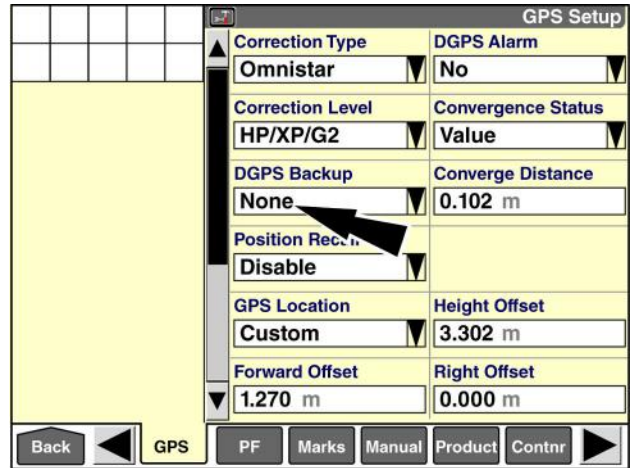 GPS Setup
Correction Type
Omnistar
DGPS Alarm
No
Correction Level
HP/XP/G2
Convergence Status
Value
DGPS Backup
None
Converge Distance
0.102 m
Position
Disable
GPS Location
Custom
Height Offset
3.302 m
Forward Offset
1.270 m
Right Offset
0.000 m
Back GPS PF Marks Manual Product Contnr